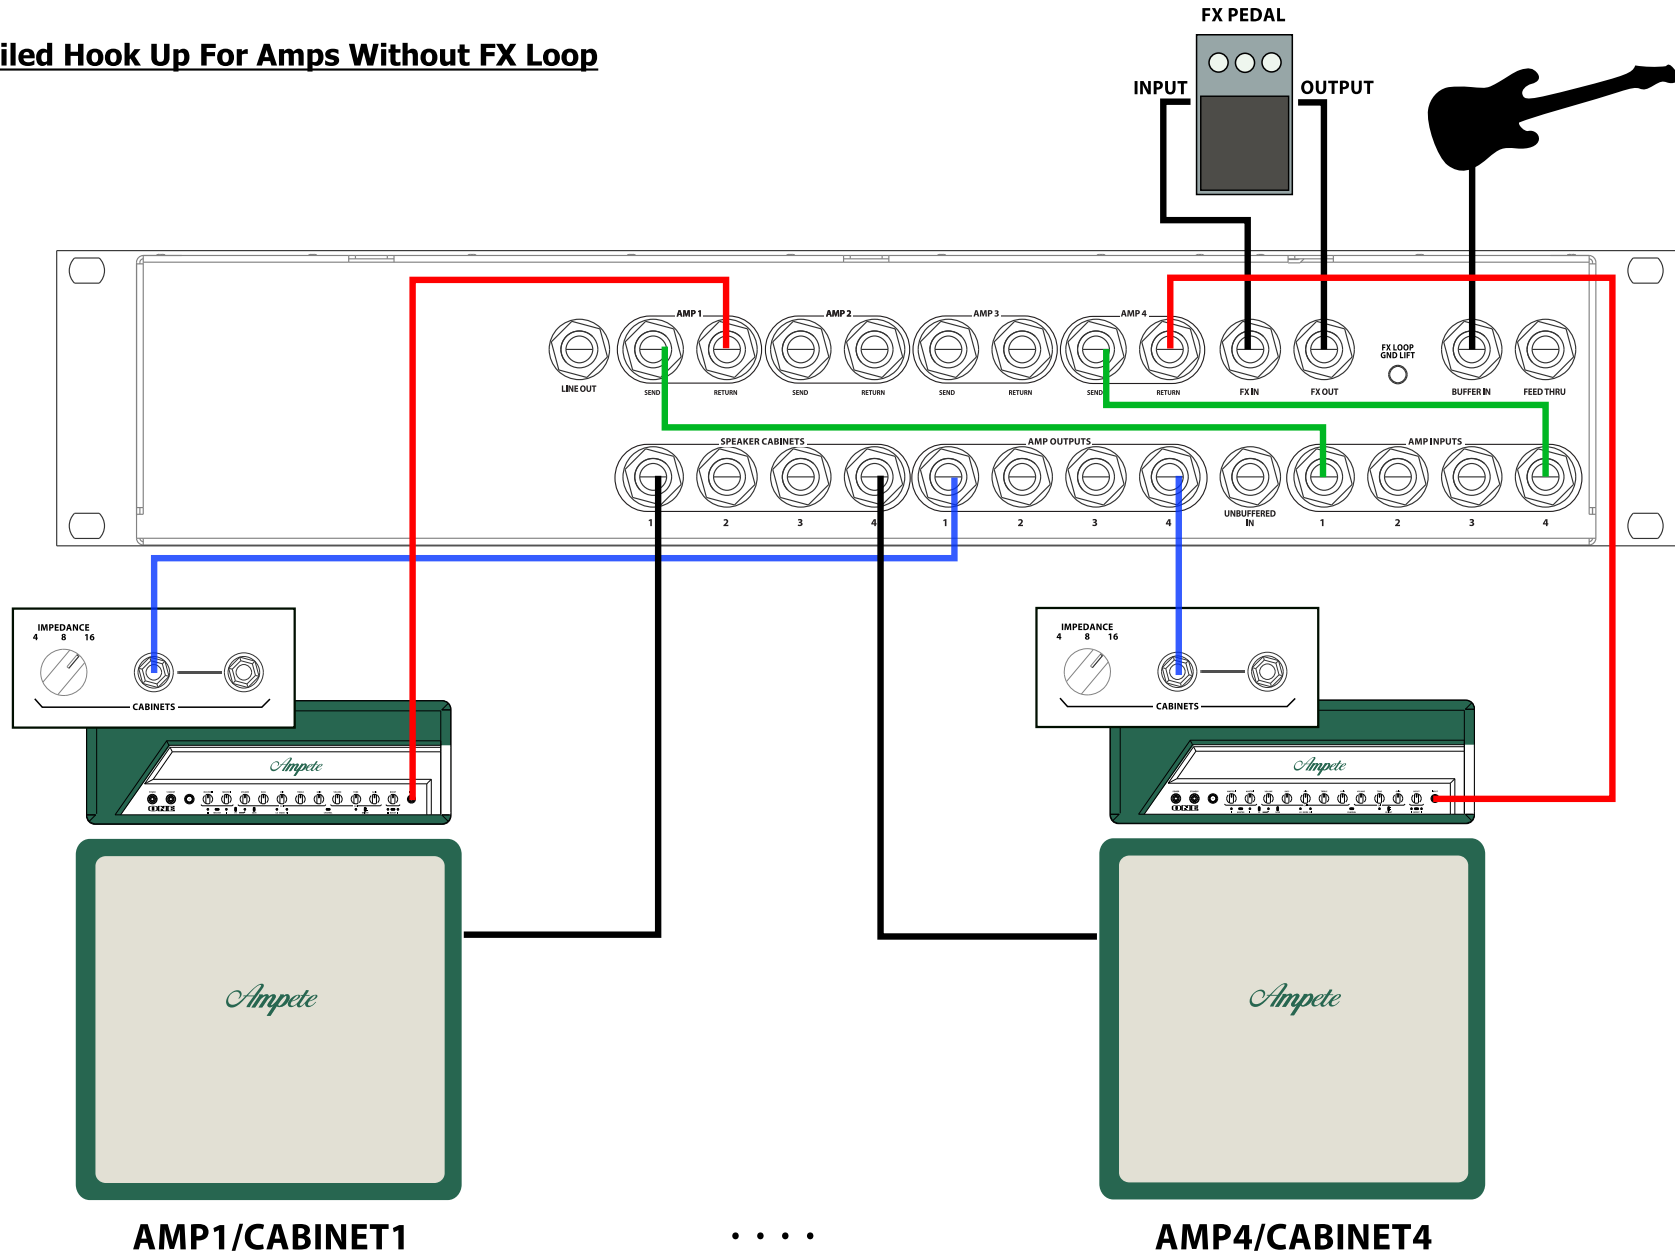 FX PEDAL
iled Hook Up For Amps Without FX Loop
INPUT
OUTPUT
AMP 1
AMP 2
AMP 3
AMP 4
LINE OUT
SEND
RETURN
SEND
RETURN
SEND
RETURN
SEND
RETURN
FX IN
FX OUT
FX LOOP
GND LIFT
BUFFER IN
FEED THRU
SPEAKER CABINETS
AMP OUTPUTS
AMP INPUTS
1
2
3
4
1
2
3
4
UNBUFFERED
IN
1
2
3
4
IMPEDANCE
4 8 16
CABINETS
IMPEDANCE
4 8 16
CABINETS
Ampete
ONE
Ampete
ONE
Ampete
Ampete
AMP1/CABINET1
. . . .
AMP4/CABINET4